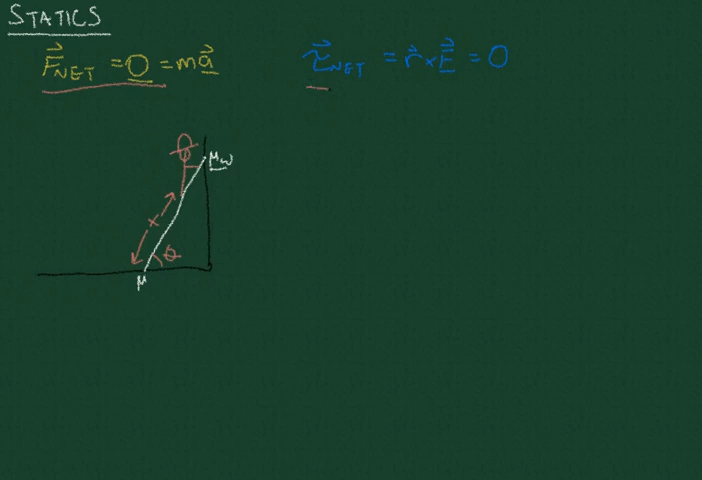 STATICS
F⃗NET = 0 = ma⃗
τ⃗NET = r⃗ × F⃗ = 0
μw
x
θ
μ